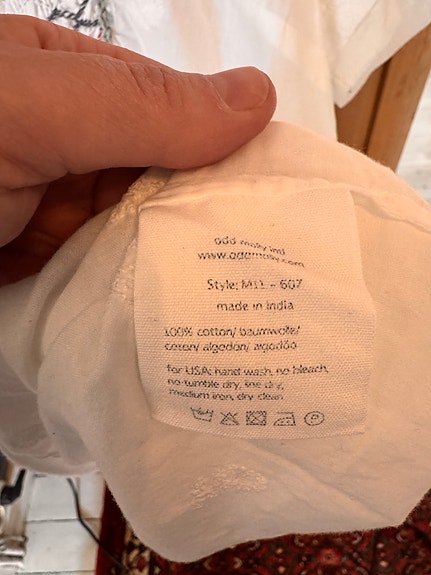 odd molly intl
www.oddmolly.com
Style: M11 - 607
made in India
100% cotton/ baumwolle/
coton/ algodón/ algodão
for USA: hand wash, no bleach,
no tumble dry, line dry,
medium iron, dry clean